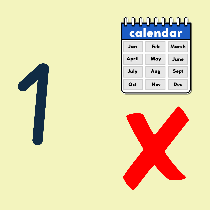 1
calendar
Jan Feb March
April May June
July Aug Sept
Oct Nov Dec
X